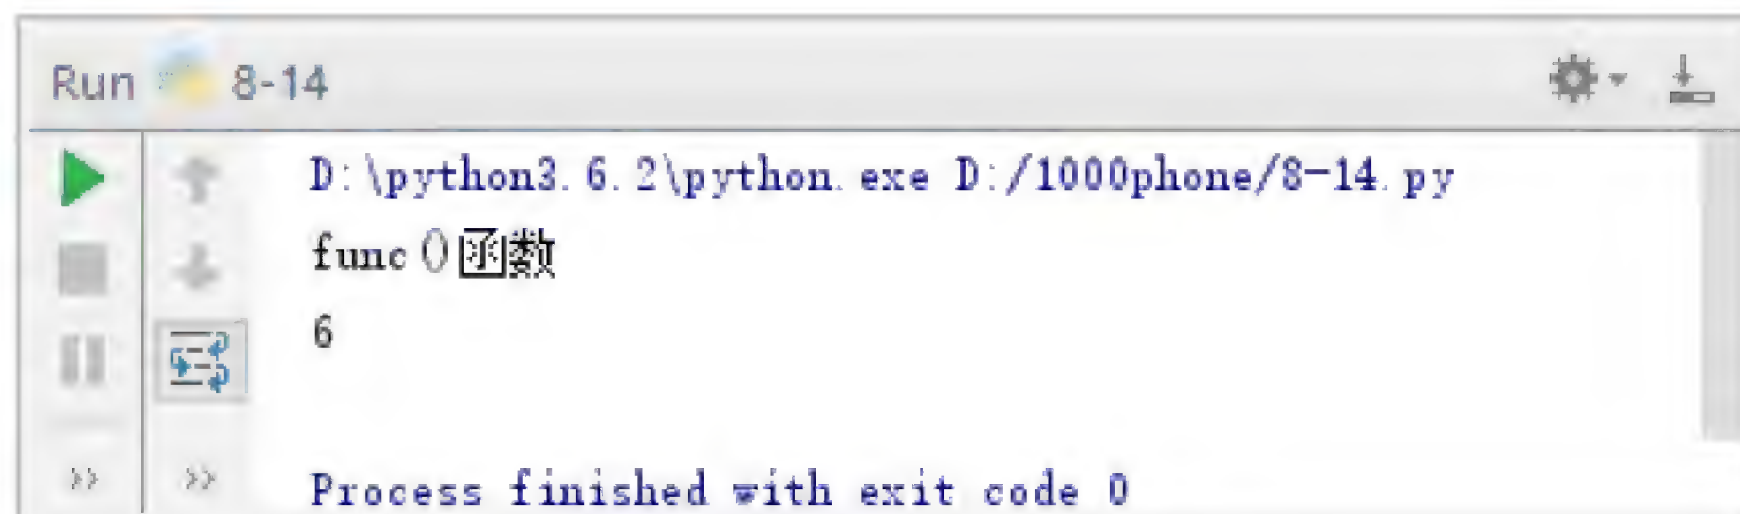 Run 8-14
D:\python3.6.2\python.exe D:/1000phone/8-14.py
func()函数
6
Process finished with exit code 0